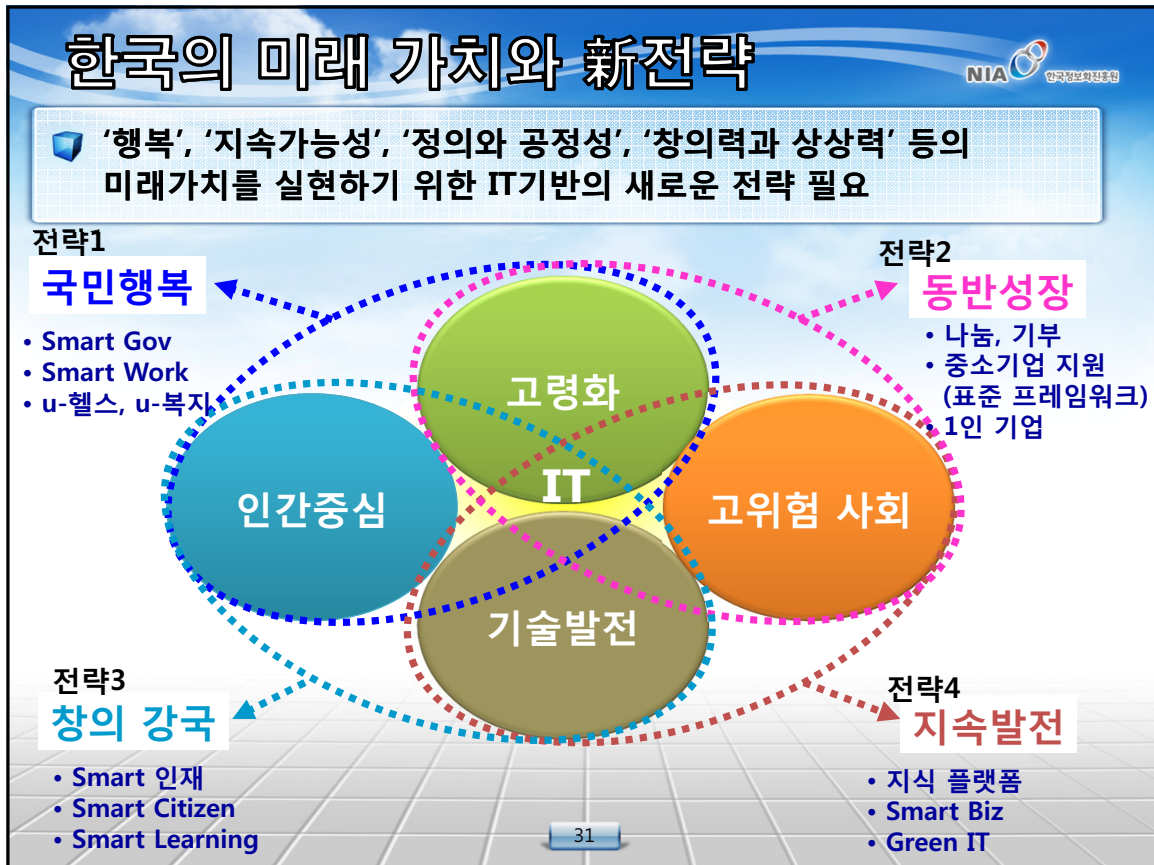 한국의 미래 가치와 新전략
NIA 한국정보화진흥원
‘행복’, ‘지속가능성’, ‘정의와 공정성’, ‘창의력과 상상력’ 등의
미래가치를 실현하기 위한 IT기반의 새로운 전략 필요
전략1
국민행복
• Smart Gov
• Smart Work
• u-헬스, u-복지
전략2
동반성장
• 나눔, 기부
• 중소기업 지원
(표준 프레임워크)
• 1인 기업
고령화
IT
인간중심
고위험 사회
기술발전
전략3
창의 강국
• Smart 인재
• Smart Citizen
• Smart Learning
전략4
지속발전
• 지식 플랫폼
• Smart Biz
• Green IT
31